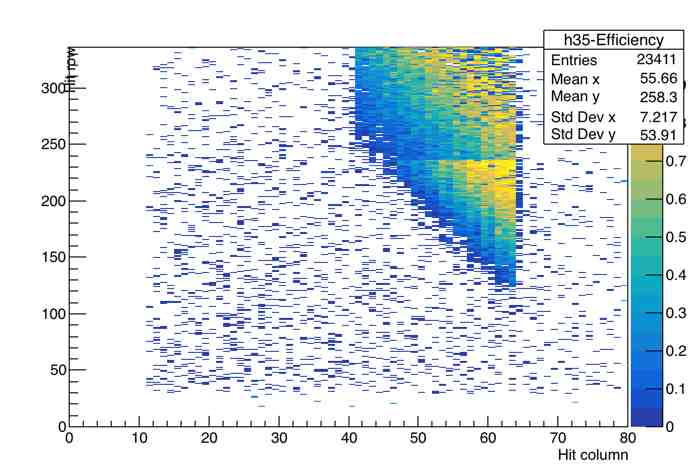 h35-Efficiency
Entries 23411
Mean x 55.66
Mean y 258.3
Std Dev x 7.217
Std Dev y 53.91
300
250
200
150
100
50
0
0 10 20 30 40 50 60 70 80
Hit column
0.7
0.6
0.5
0.4
0.3
0.2
0.1
0